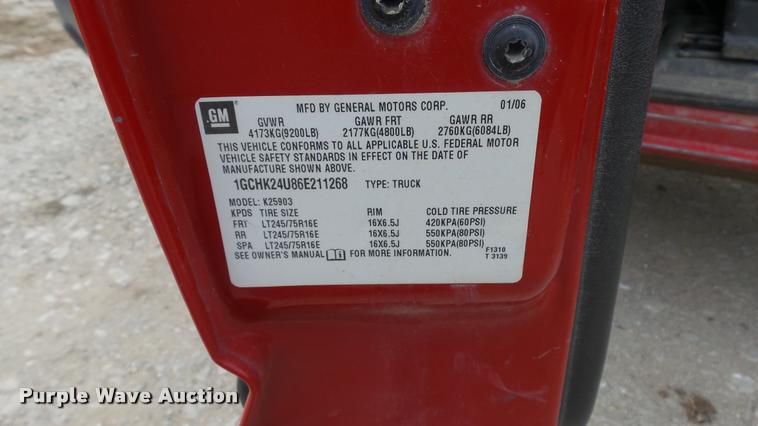 GM
MFD BY GENERAL MOTORS CORP. 01/06
GVWR GAWR FRT GAWR RR
4173KG(9200LB) 2177KG(4800LB) 2760KG(6084LB)
THIS VEHICLE CONFORMS TO ALL APPLICABLE U.S. FEDERAL MOTOR
VEHICLE SAFETY STANDARDS IN EFFECT ON THE DATE OF
MANUFACTURE SHOWN ABOVE.
1GCHK24U86E211268 TYPE: TRUCK
MODEL: K25903
KPDS TIRE SIZE RIM COLD TIRE PRESSURE
FRT LT245/75R16E 16X6.5J 420KPA(60PSI)
RR LT245/75R16E 16X6.5J 550KPA(80PSI)
SPA LT245/75R16E 16X6.5J 550KPA(80PSI)
SEE OWNER'S MANUAL FOR MORE INFORMATION.
F1310
T 3139
Purple Wave Auction